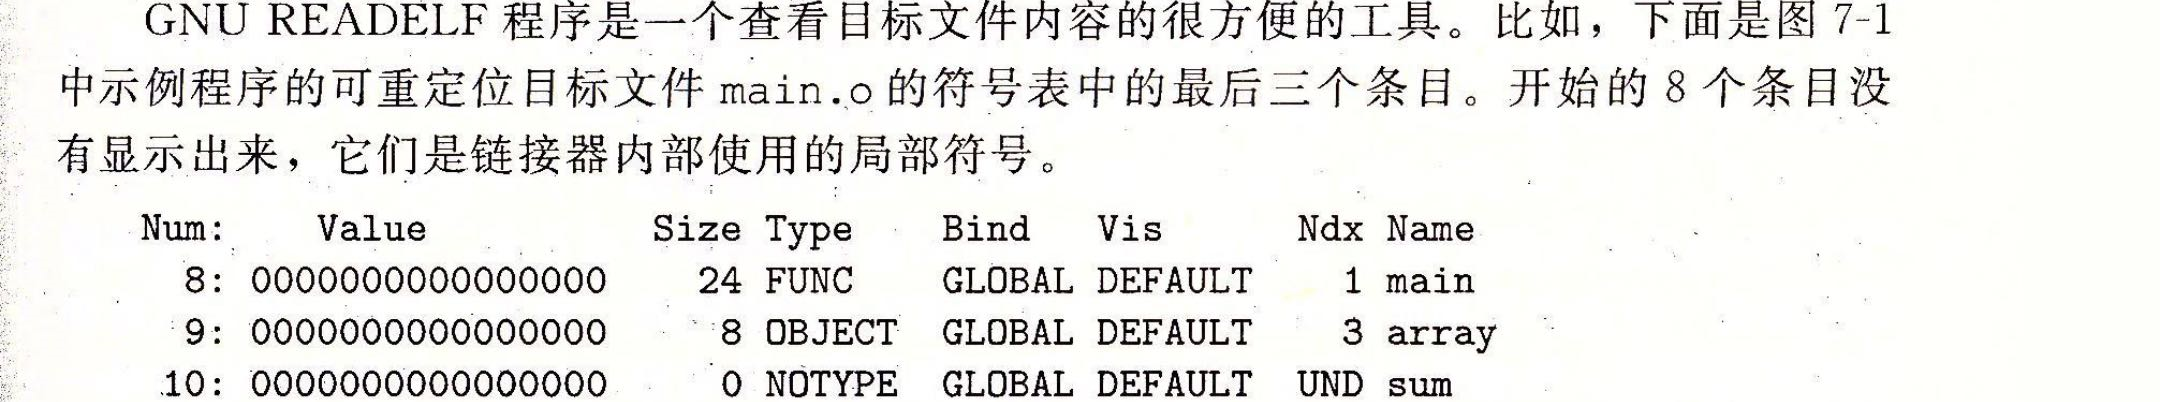 GNU READELF 程序是一个查看目标文件内容的很方便的工具。比如，下面是图 7-1
中示例程序的可重定位目标文件 main.o 的符号表中的最后三个条目。开始的 8 个条目没
有显示出来，它们是链接器内部使用的局部符号。
Num: Value Size Type Bind Vis Ndx Name
8: 0000000000000000 24 FUNC GLOBAL DEFAULT 1 main
9: 0000000000000000 8 OBJECT GLOBAL DEFAULT 3 array
10: 0000000000000000 0 NOTYPE GLOBAL DEFAULT UND sum